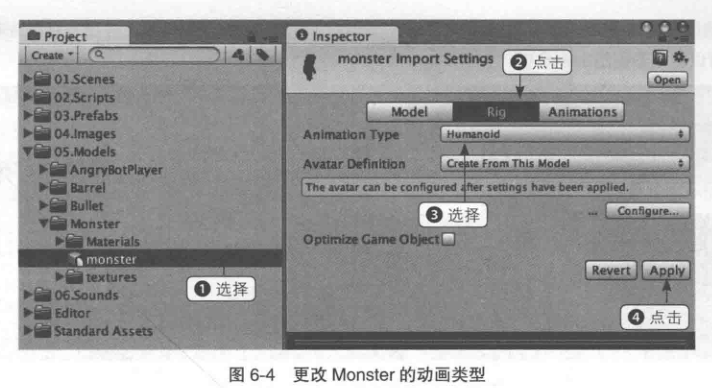 Project
Inspector
Create
monster Import Settings
❷ 点击
Open
01.Scenes
02.Scripts
03.Prefabs
04.Images
05.Models
AngryBotPlayer
Barrel
Bullet
Monster
Materials
monster
textures
06.Sounds
Editor
Standard Assets
❶ 选择
Model Rig Animations
Animation Type Humanoid
Avatar Definition Create From This Model
The avatar can be configured after settings have been applied.
❸ 选择
... Configure...
Optimize Game Object
Revert Apply
❹ 点击
图 6-4 更改 Monster 的动画类型